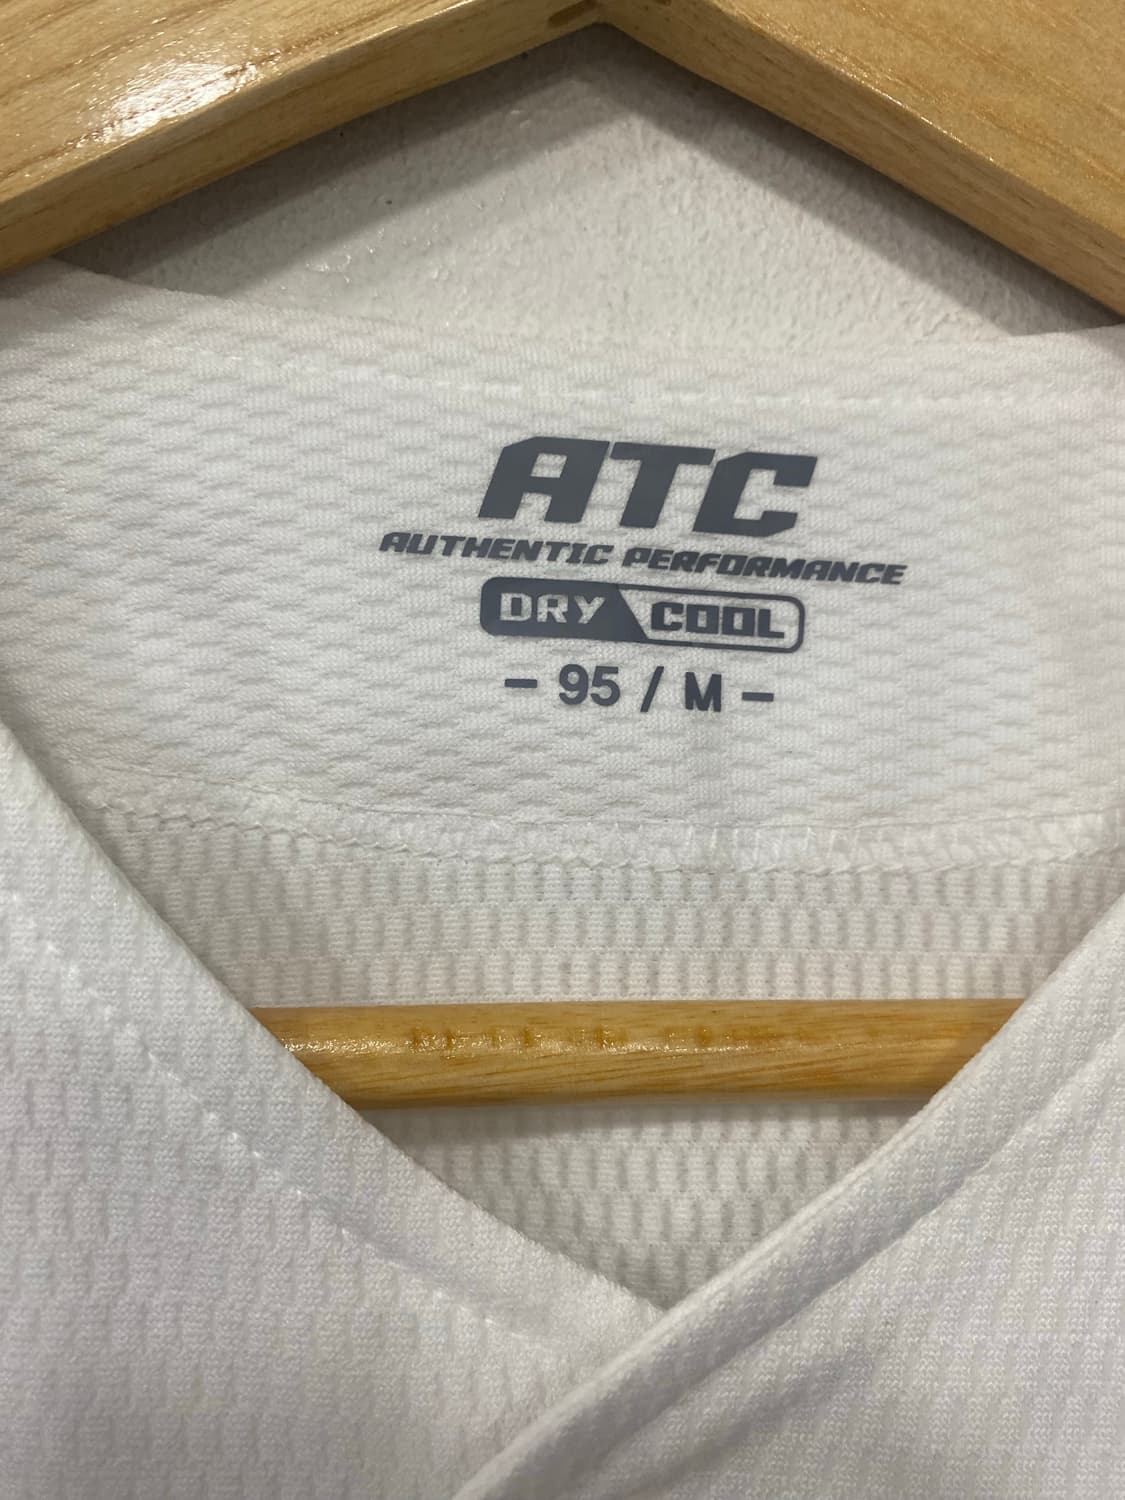 ATC
AUTHENTIC PERFORMANCE
DRY COOL
- 95 / M -